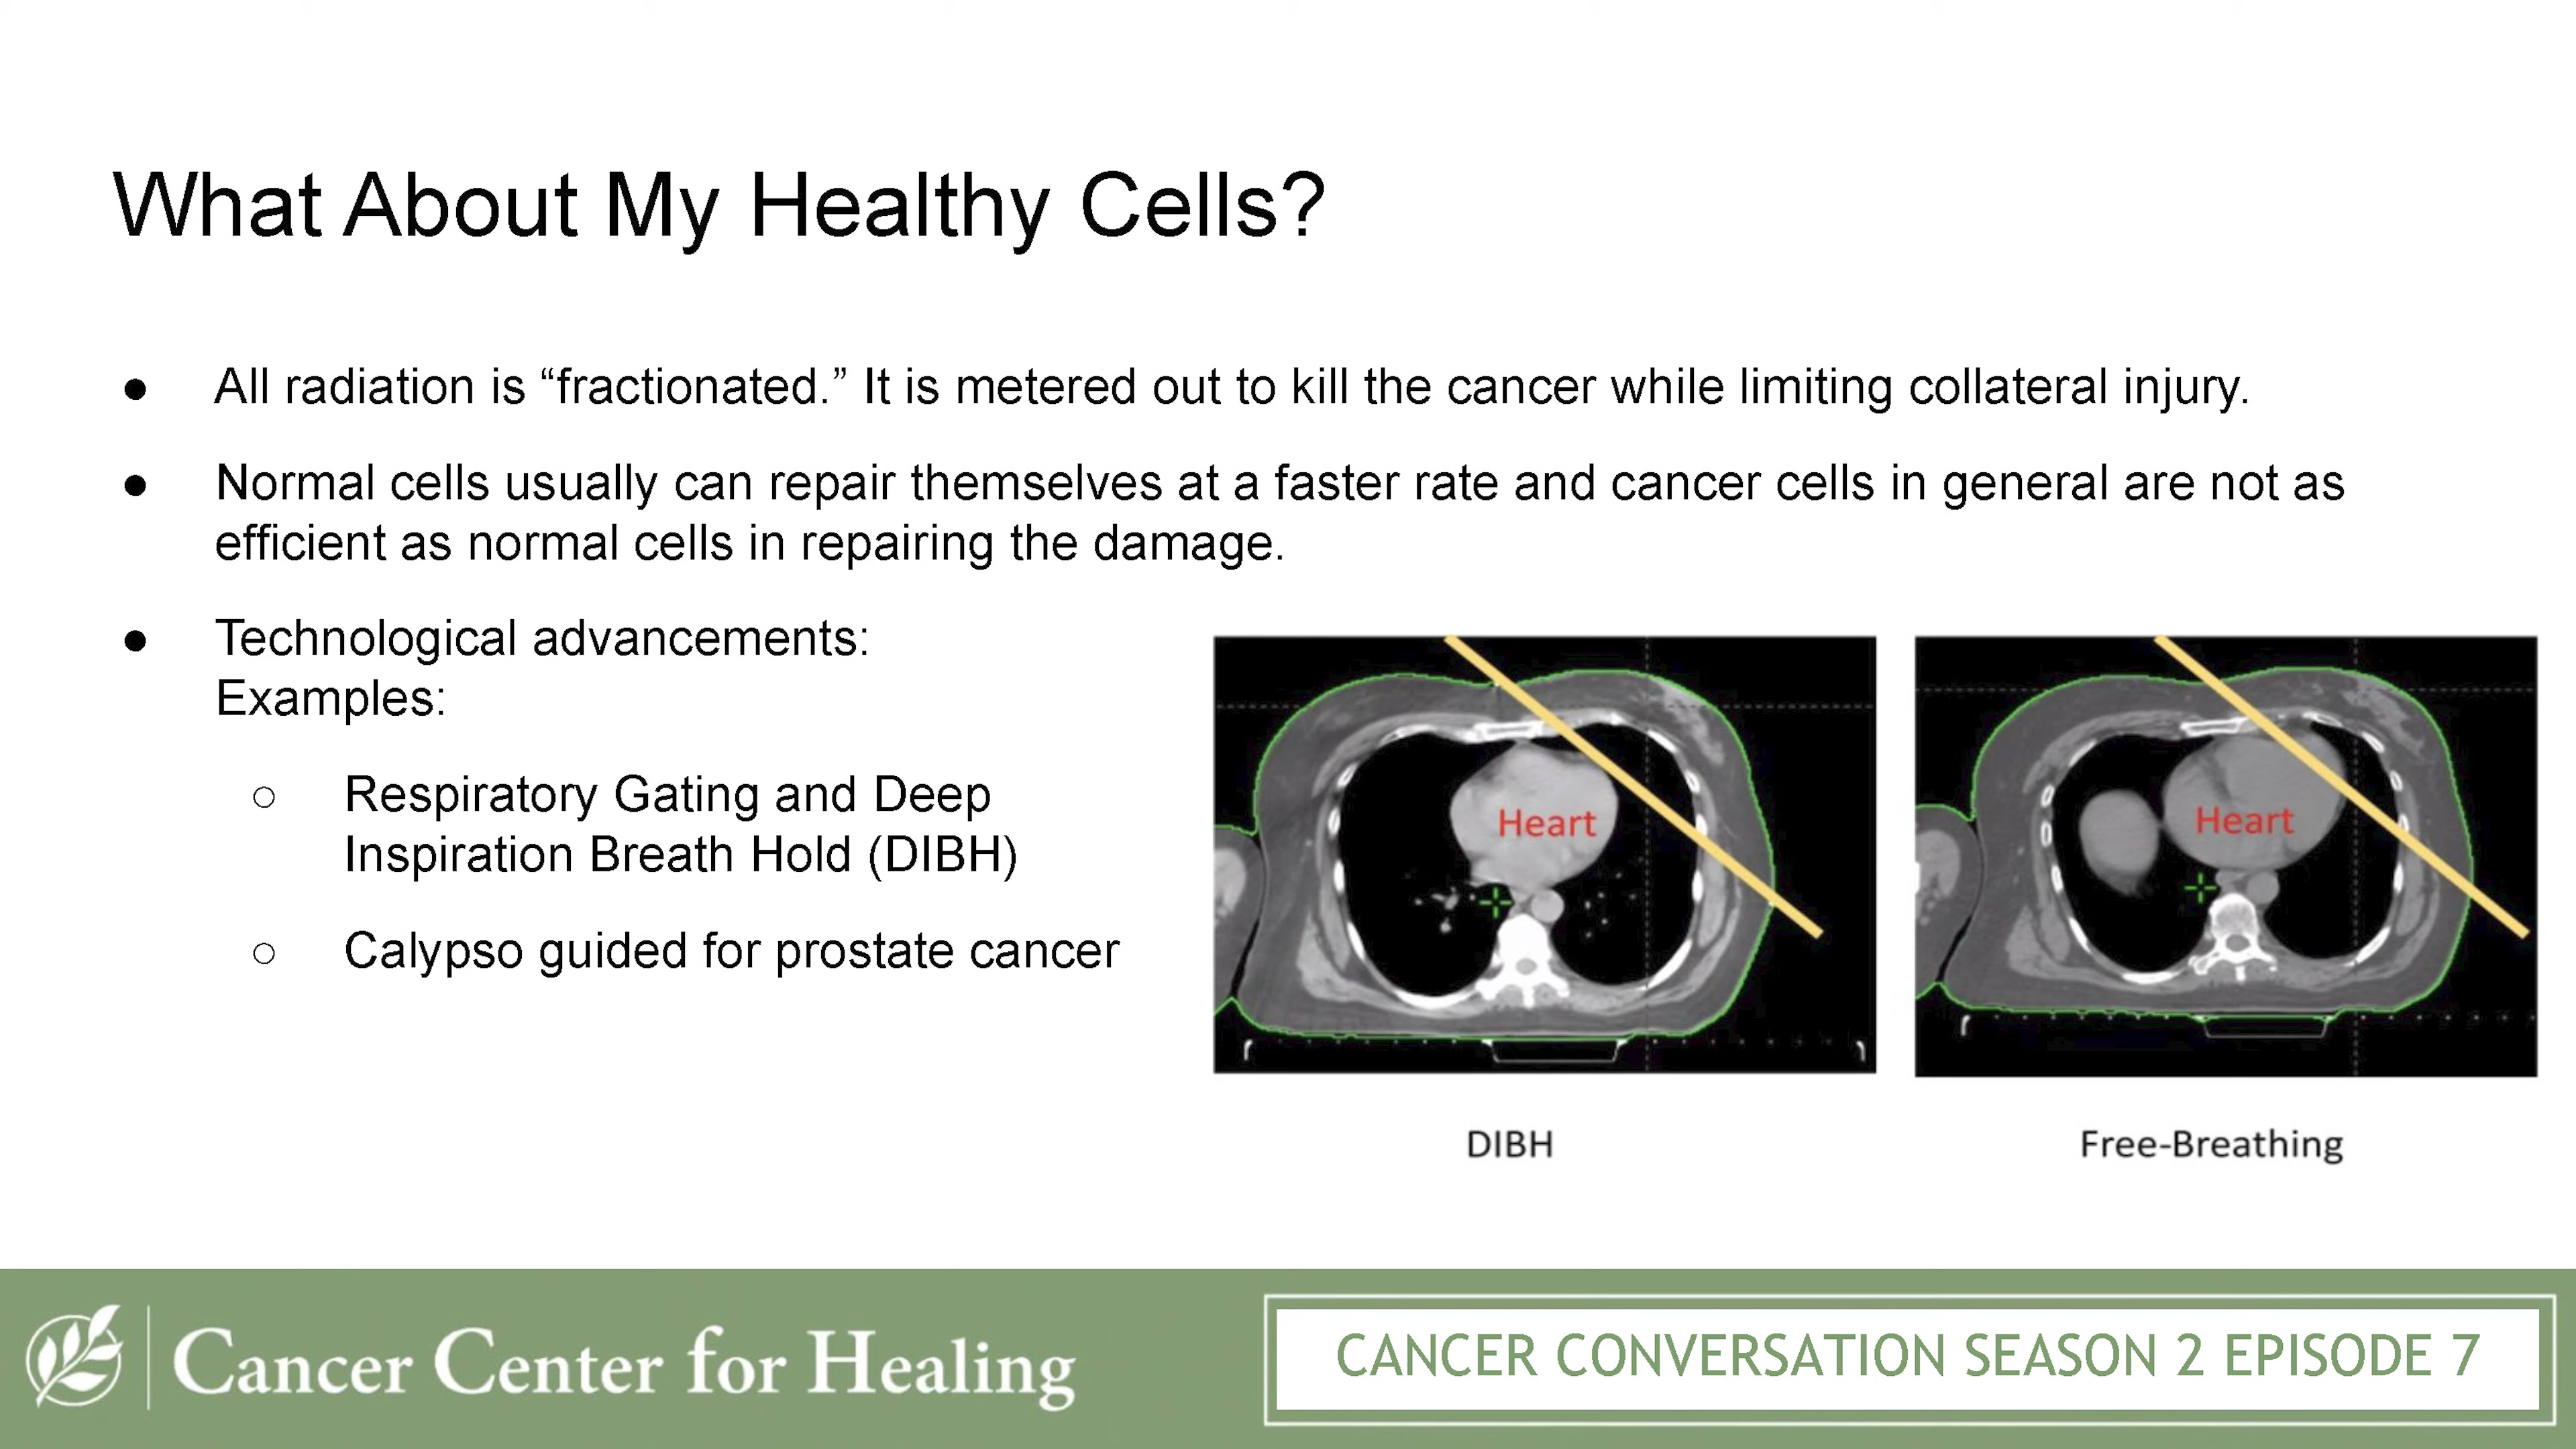 What About My Healthy Cells?
● All radiation is “fractionated.” It is metered out to kill the cancer while limiting collateral injury.
● Normal cells usually can repair themselves at a faster rate and cancer cells in general are not as
efficient as normal cells in repairing the damage.
● Technological advancements:
Examples:
○ Respiratory Gating and Deep
Inspiration Breath Hold (DIBH)
○ Calypso guided for prostate cancer
Heart
Heart
DIBH
Free-Breathing
Cancer Center for Healing
CANCER CONVERSATION SEASON 2 EPISODE 7